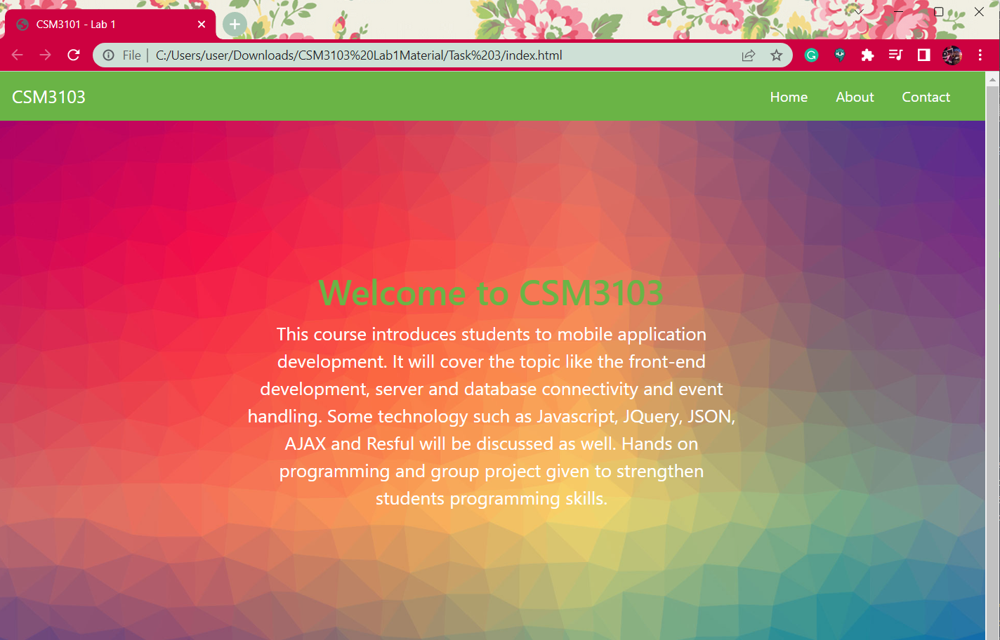 CSM3101 - Lab 1
File | C:/Users/user/Downloads/CSM3103%20Lab1Material/Task%203/index.html
CSM3103
Home About Contact
Welcome to CSM3103
This course introduces students to mobile application
development. It will cover the topic like the front-end
development, server and database connectivity and event
handling. Some technology such as Javascript, JQuery, JSON,
AJAX and Resful will be discussed as well. Hands on
programming and group project given to strengthen
students programming skills.